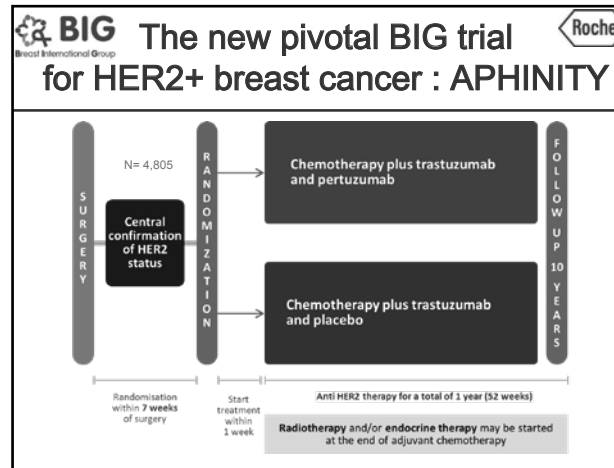 BIG
Breast International Group
Roche
The new pivotal BIG trial
for HER2+ breast cancer : APHINITY
SURGERY
N= 4,805
Central
confirmation
of HER2
status
RANDOMIZATION
Chemotherapy plus trastuzumab
and pertuzumab
Chemotherapy plus trastuzumab
and placebo
FOLLOW UP 10 YEARS
Randomisation
within 7 weeks
of surgery
Start
treatment
within
1 week
Anti HER2 therapy for a total of 1 year (52 weeks)
Radiotherapy and/or endocrine therapy may be started
at the end of adjuvant chemotherapy